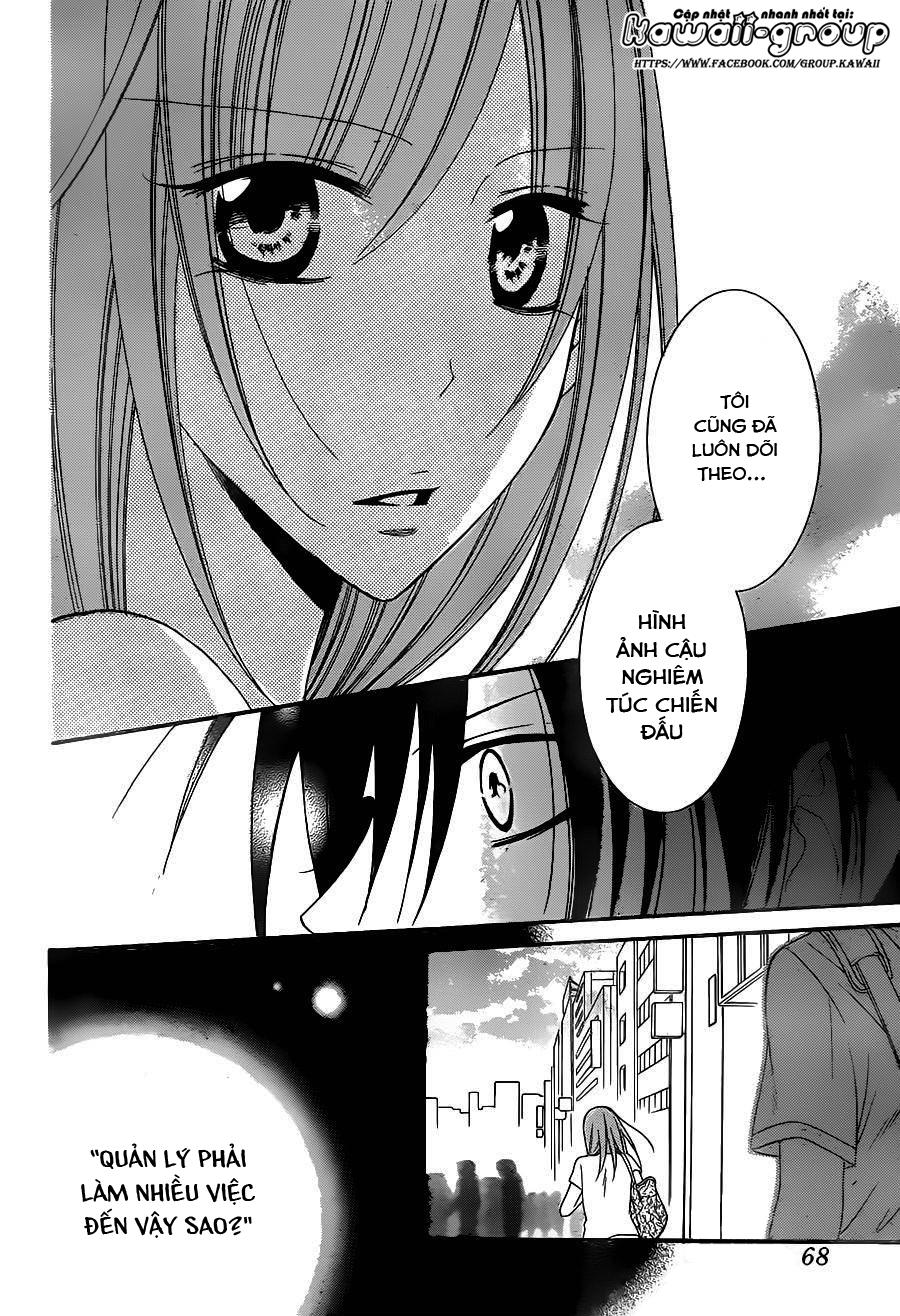 Cập nhật nhanh nhất tại:
kawaii-group
HTTPS://WWW.FACEBOOK.COM/GROUP.KAWAII
TÔI
CŨNG ĐÃ
LUÔN DÕI
THEO...
HÌNH
ẢNH CẬU
NGHIÊM
TÚC CHIẾN
ĐẤU
"QUẢN LÝ PHẢI
LÀM NHIỀU VIỆC
ĐẾN VẬY SAO?"
68